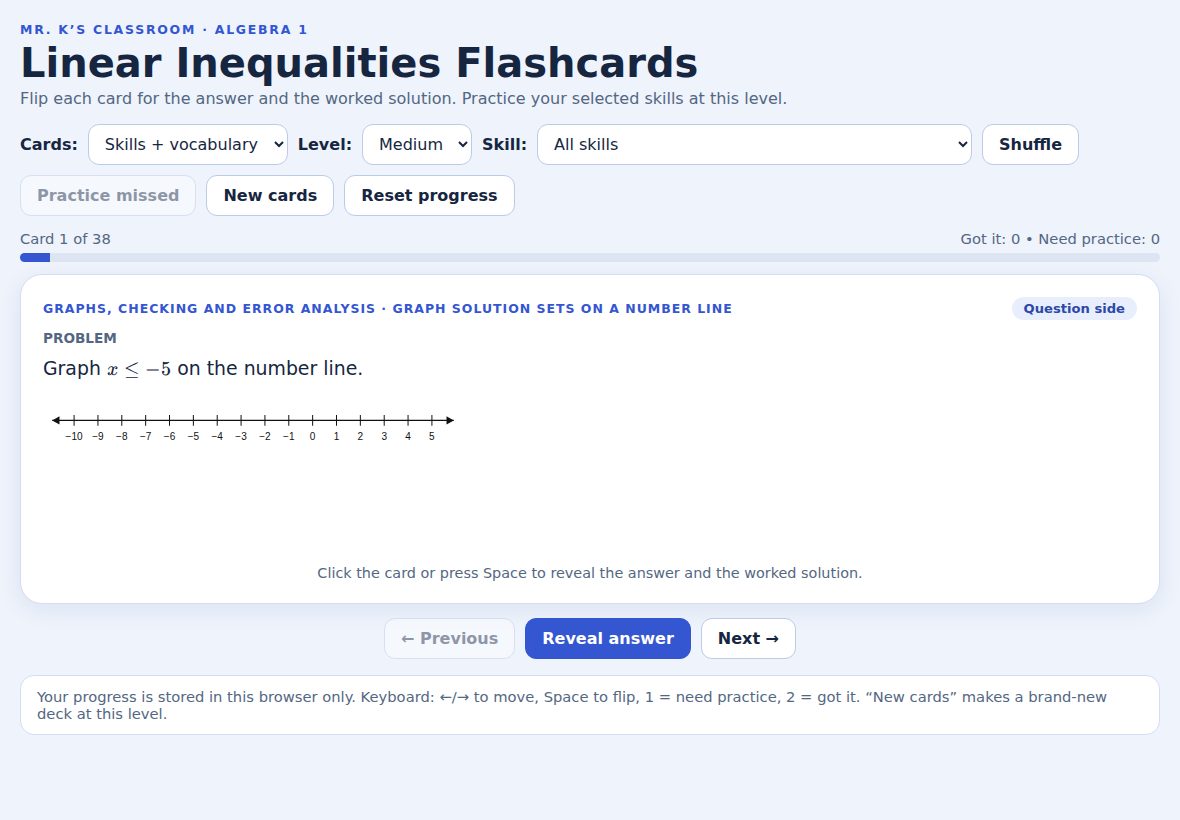 MR. K’S CLASSROOM · ALGEBRA 1
Linear Inequalities Flashcards
Flip each card for the answer and the worked solution. Practice your selected skills at this level.
Cards: Skills + vocabulary Level: Medium Skill: All skills Shuffle
Practice missed New cards Reset progress
Card 1 of 38 Got it: 0 • Need practice: 0
GRAPHS, CHECKING AND ERROR ANALYSIS · GRAPH SOLUTION SETS ON A NUMBER LINE Question side
PROBLEM
Graph x ≤ −5 on the number line.
−10 −9 −8 −7 −6 −5 −4 −3 −2 −1 0 1 2 3 4 5
Click the card or press Space to reveal the answer and the worked solution.
← Previous Reveal answer Next →
Your progress is stored in this browser only. Keyboard: ←/→ to move, Space to flip, 1 = need practice, 2 = got it. “New cards” makes a brand-new
deck at this level.